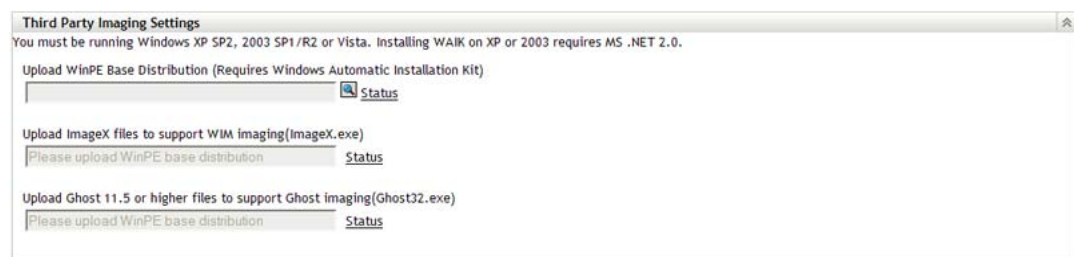 Third Party Imaging Settings
You must be running Windows XP SP2, 2003 SP1/R2 or Vista. Installing WAIK on XP or 2003 requires MS .NET 2.0.
Upload WinPE Base Distribution (Requires Windows Automatic Installation Kit)
Status
Upload ImageX files to support WIM imaging(ImageX.exe)
Please upload WinPE base distribution Status
Upload Ghost 11.5 or higher files to support Ghost imaging(Ghost32.exe)
Please upload WinPE base distribution Status